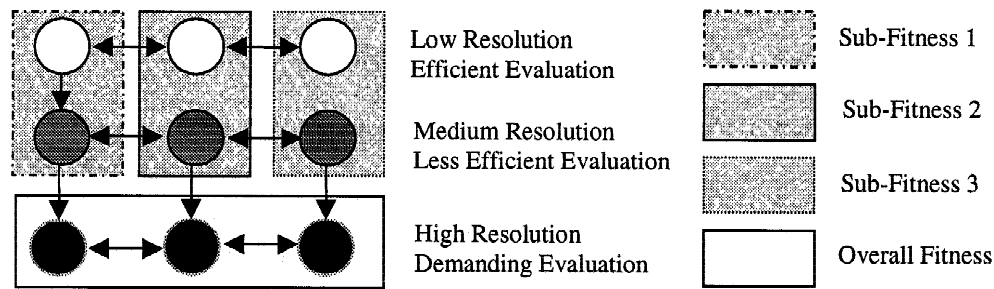 Low Resolution
Efficient Evaluation
Medium Resolution
Less Efficient Evaluation
High Resolution
Demanding Evaluation
Sub-Fitness 1
Sub-Fitness 2
Sub-Fitness 3
Overall Fitness